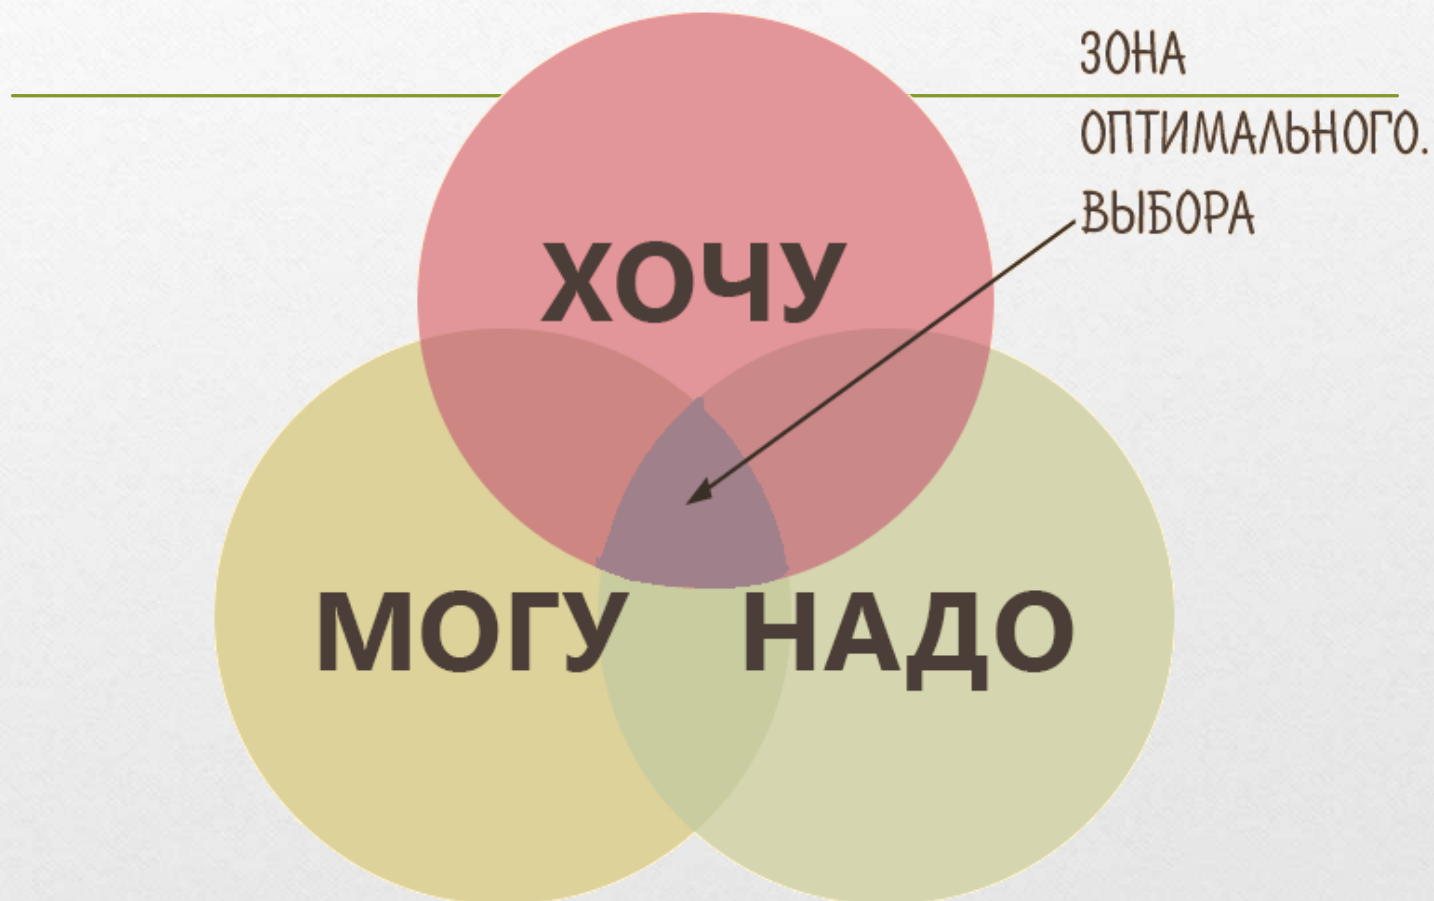 ЗОНА
ОПТИМАЛЬНОГО.
ВЫБОРА
ХОЧУ
МОГУ
НАДО